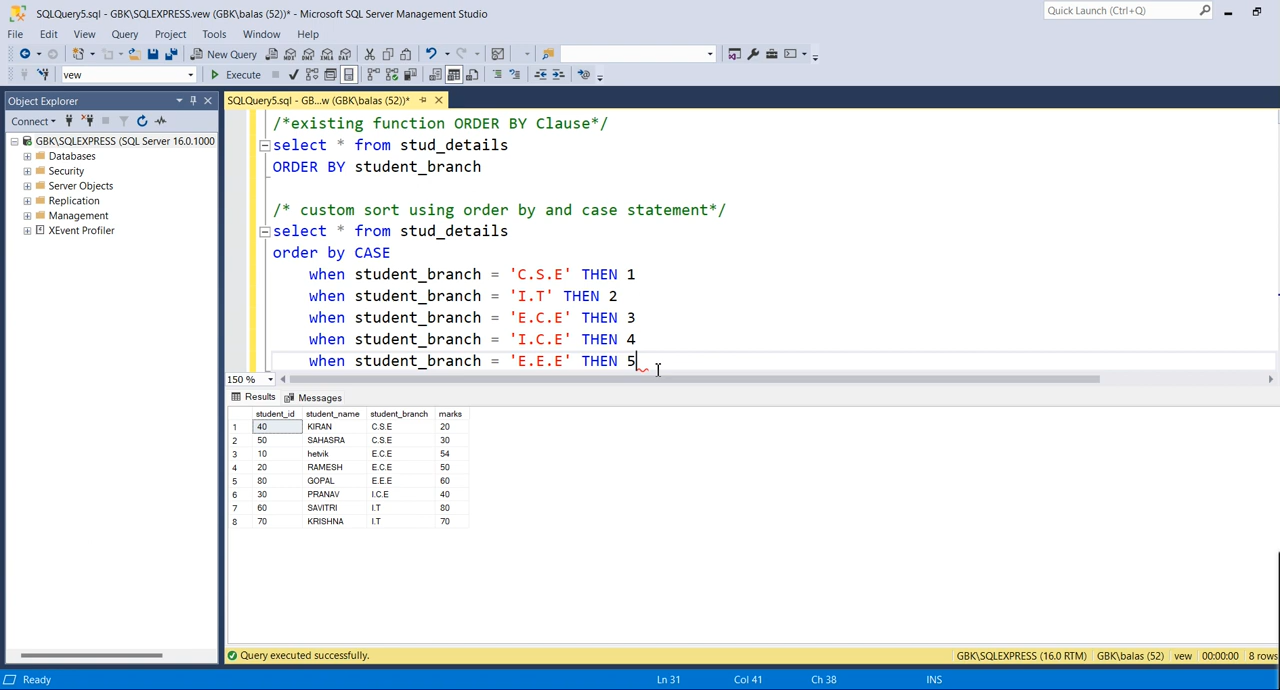 SQLQuery5.sql - GBK\SQLEXPRESS.vew (GBK\balas (52))* - Microsoft SQL Server Management Studio
Quick Launch (Ctrl+Q)
File Edit View Query Project Tools Window Help
New Query
vew Execute
Object Explorer
SQLQuery5.sql - GB...w (GBK\balas (52))*
Connect
GBK\SQLEXPRESS (SQL Server 16.0.1000
Databases
Security
Server Objects
Replication
Management
XEvent Profiler
/*existing function ORDER BY Clause*/
select * from stud_details
ORDER BY student_branch
/* custom sort using order by and case statement*/
select * from stud_details
order by CASE
when student_branch = 'C.S.E' THEN 1
when student_branch = 'I.T' THEN 2
when student_branch = 'E.C.E' THEN 3
when student_branch = 'I.C.E' THEN 4
when student_branch = 'E.E.E' THEN 5
150 %
Results Messages
student_id student_name student_branch marks
1 40 KIRAN C.S.E 20
2 50 SAHASRA C.S.E 30
3 10 hetvik E.C.E 54
4 20 RAMESH E.C.E 50
5 80 GOPAL E.E.E 60
6 30 PRANAV I.C.E 40
7 60 SAVITRI I.T 80
8 70 KRISHNA I.T 70
Query executed successfully.
GBK\SQLEXPRESS (16.0 RTM) GBK\balas (52) vew 00:00:00 8 rows
Ready Ln 31 Col 41 Ch 38 INS